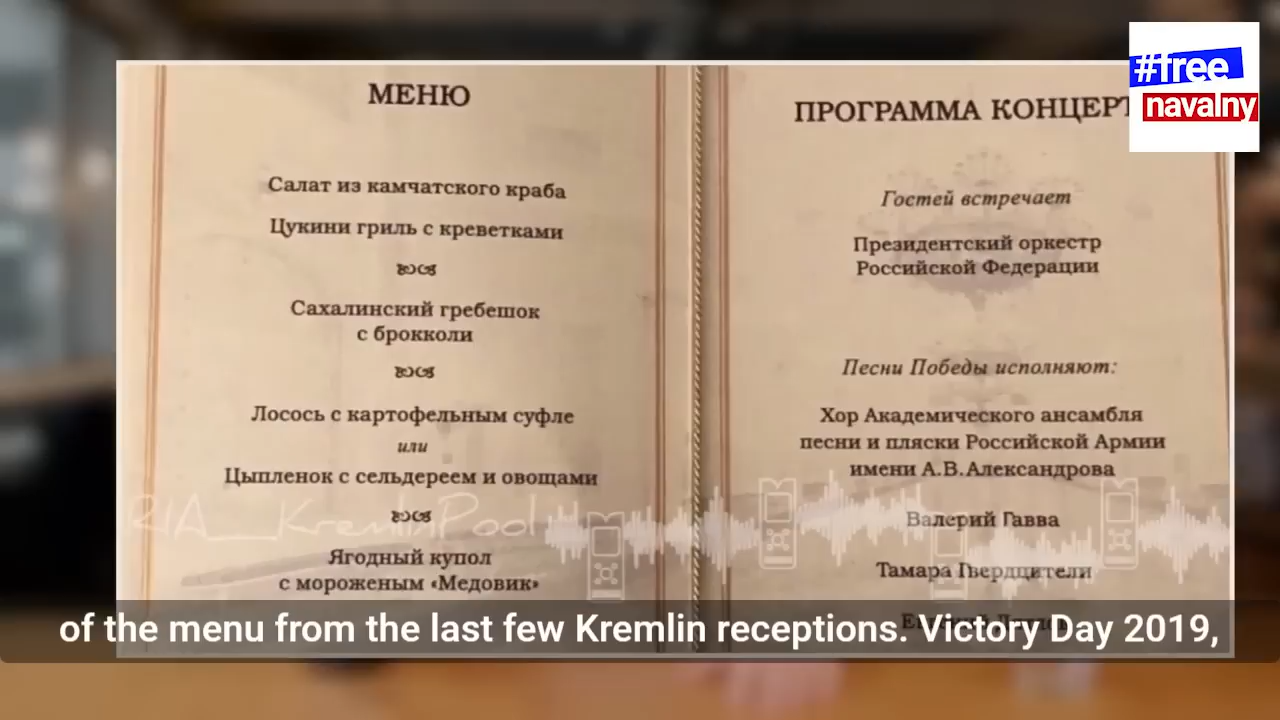 #free
navalny
МЕНЮ
Салат из камчатского краба
Цукини гриль с креветками
Сахалинский гребешок
с брокколи
Лосось с картофельным суфле
или
Цыпленок с сельдереем и овощами
Ягодный купол
с мороженым «Медовик»
ПРОГРАММА КОНЦЕРТ
Гостей встречает
Президентский оркестр
Российской Федерации
Песни Победы исполняют:
Хор Академического ансамбля
песни и пляски Российской Армии
имени А.В.Александрова
Валерий Гавва
Тамара Гвердцители
RIA__KremlinPool
of the menu from the last few Kremlin receptions. Victory Day 2019,